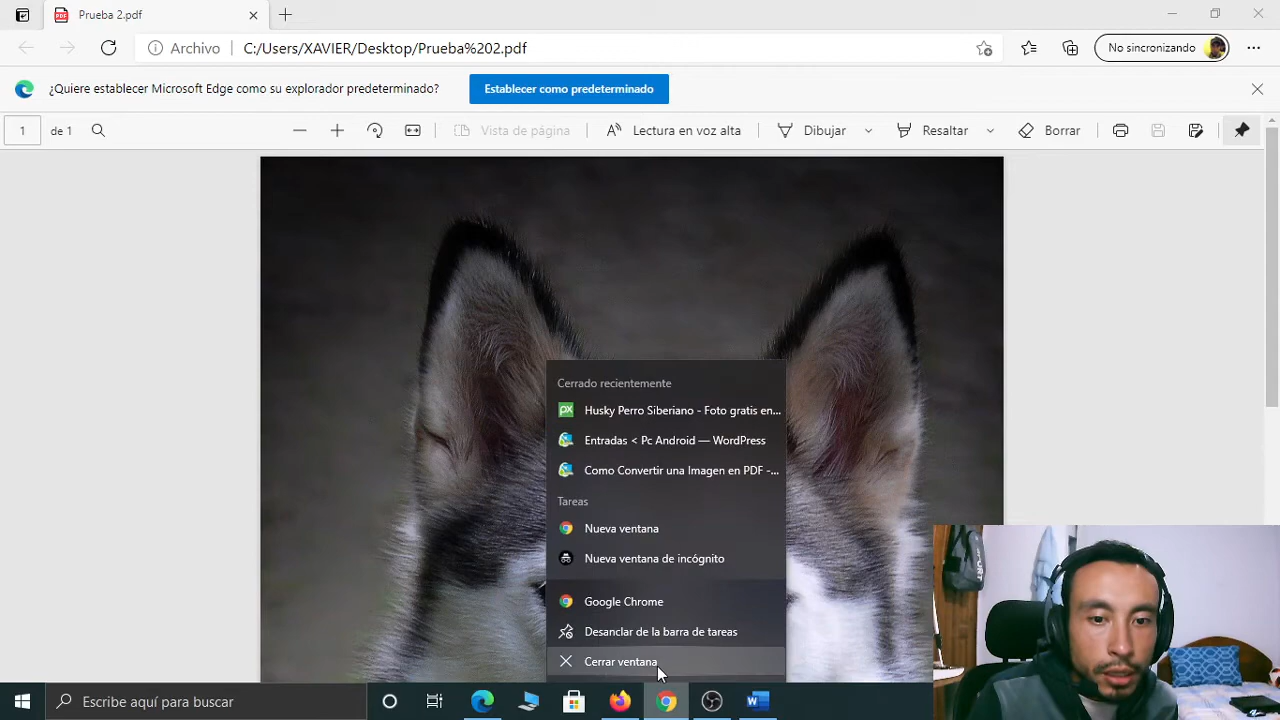 Prueba 2.pdf
Archivo
C:/Users/XAVIER/Desktop/Prueba%202.pdf
No sincronizando
¿Quiere establecer Microsoft Edge como su explorador predeterminado?
Establecer como predeterminado
1 de 1
Vista de página
Lectura en voz alta
Dibujar
Resaltar
Borrar
Cerrado recientemente
Husky Perro Siberiano - Foto gratis en...
Entradas < Pc Android — WordPress
Como Convertir una Imagen en PDF -...
Tareas
Nueva ventana
Nueva ventana de incógnito
Google Chrome
Desanclar de la barra de tareas
Cerrar ventana
Escribe aquí para buscar